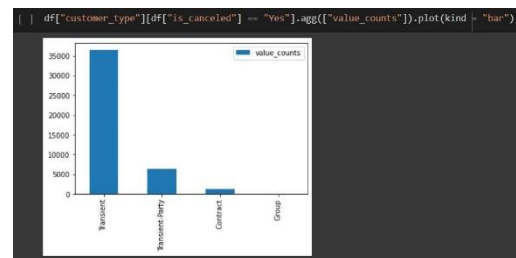 [ ] df["customer_type"][df["is_canceled"] == "Yes"].agg(["value_counts"]).plot(kind = "bar")
value_counts
35000
30000
25000
20000
15000
10000
5000
0
Transient
Transient-Party
Contract
Group